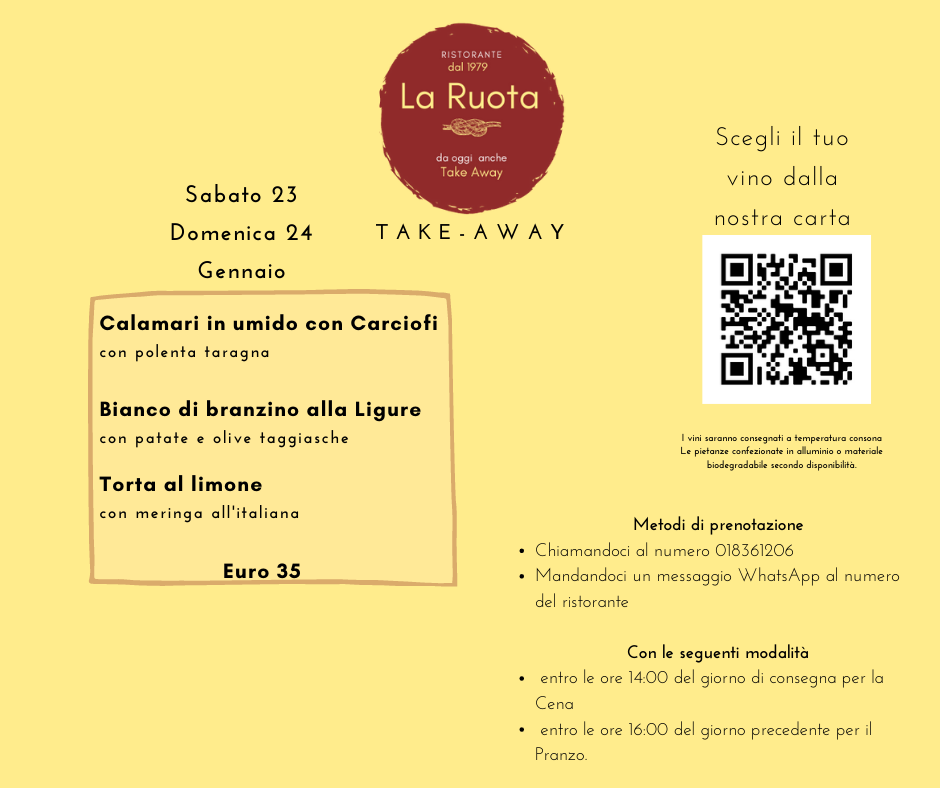 RISTORANTE
dal 1979
La Ruota
da oggi anche
Take Away
TAKE-AWAY
Sabato 23
Domenica 24
Gennaio
Calamari in umido con Carciofi
con polenta taragna
Bianco di branzino alla Ligure
con patate e olive taggiasche
Torta al limone
con meringa all'italiana
Euro 35
Scegli il tuo
vino dalla
nostra carta
I vini saranno consegnati a temperatura consona
Le pietanze confezionate in alluminio o materiale
biodegradabile secondo disponibilità.
Metodi di prenotazione
• Chiamandoci al numero 018361206
• Mandandoci un messaggio WhatsApp al numero
del ristorante
Con le seguenti modalità
• entro le ore 14:00 del giorno di consegna per la
Cena
• entro le ore 16:00 del giorno precedente per il
Pranzo.